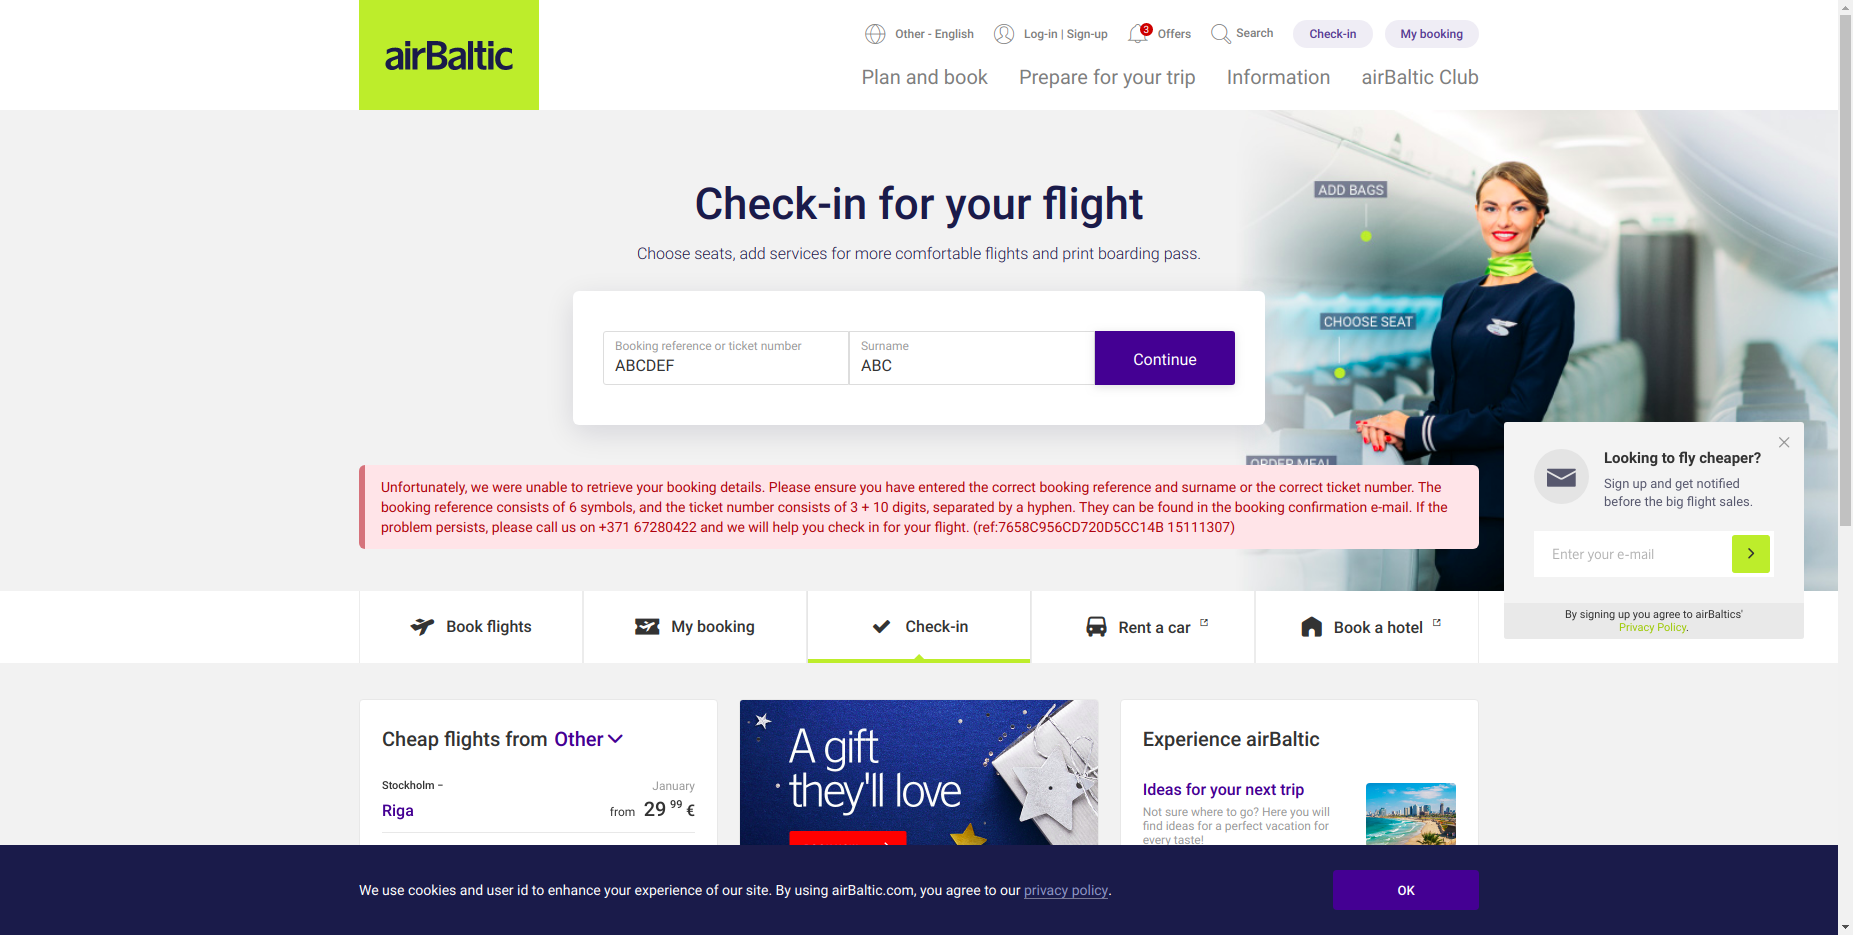 airBaltic
Other - English
Log-in | Sign-up
3
Offers
Search
Check-in
My booking
Plan and book
Prepare for your trip
Information
airBaltic Club
ADD BAGS
CHOOSE SEAT
ORDER MEAL
Check-in for your flight
Choose seats, add services for more comfortable flights and print boarding pass.
Booking reference or ticket number
ABCDEF
Surname
ABC
Continue
Unfortunately, we were unable to retrieve your booking details. Please ensure you have entered the correct booking reference and surname or the correct ticket number. The
booking reference consists of 6 symbols, and the ticket number consists of 3 + 10 digits, separated by a hyphen. They can be found in the booking confirmation e-mail. If the
problem persists, please call us on +371 67280422 and we will help you check in for your flight. (ref:7658C956CD720D5CC14B 15111307)
Looking to fly cheaper?
Sign up and get notified
before the big flight sales.
Enter your e-mail
By signing up you agree to airBaltics'
Privacy Policy.
Book flights
My booking
Check-in
Rent a car
Book a hotel
Cheap flights from Other
Stockholm –
January
Riga
from 29 99 €
A gift
they'll love
Experience airBaltic
Ideas for your next trip
Not sure where to go? Here you will
find ideas for a perfect vacation for
every taste!
We use cookies and user id to enhance your experience of our site. By using airBaltic.com, you agree to our privacy policy.
OK